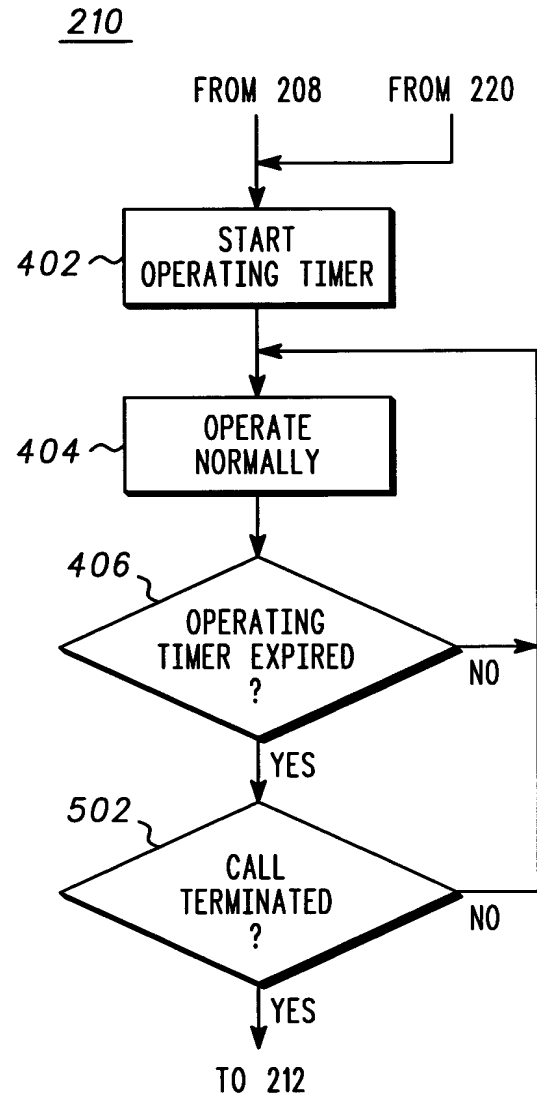 210
FROM 208
FROM 220
402
START
OPERATING TIMER
404
OPERATE
NORMALLY
406
OPERATING
TIMER EXPIRED
?
NO
YES
502
CALL
TERMINATED
?
NO
YES
TO 212